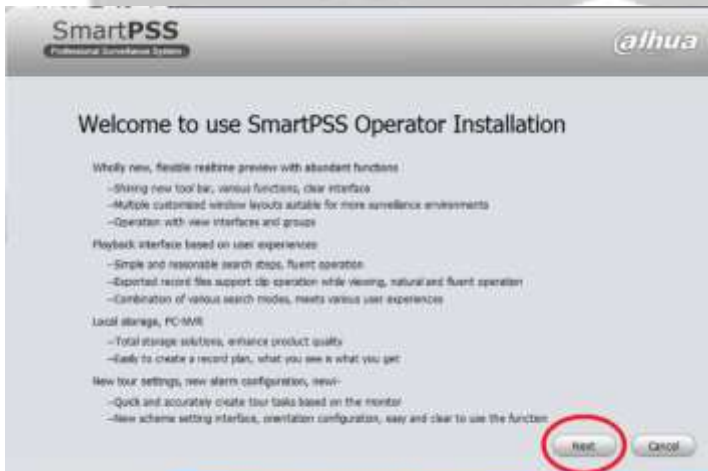 SmartPSS
Professional Surveillance System
alhua
Welcome to use SmartPSS Operator Installation
Wholly new, flexible realtime preview with abundant functions
-Shining new tool bar, various functions, clear interface
-Multiple customized window layouts suitable for more surveillance environments
-Operation with view interfaces and groups
Playback interface based on user experiences
-Simple and reasonable search steps, fluent operation
-Exported record files support clip operation while viewing, natural and fluent operation
-Combination of various search modes, meets various user experiences
Local storage, PC-NVR
-Total storage solutions, enhance product quality
-Easily to create a record plan, what you see is what you get
New tour settings, new alarm configuration, new!-
-Quick and accurately create tour tasks based on the monitor
-New scheme setting interface, orientation configuration, easy and clear to use the function
Next
Cancel